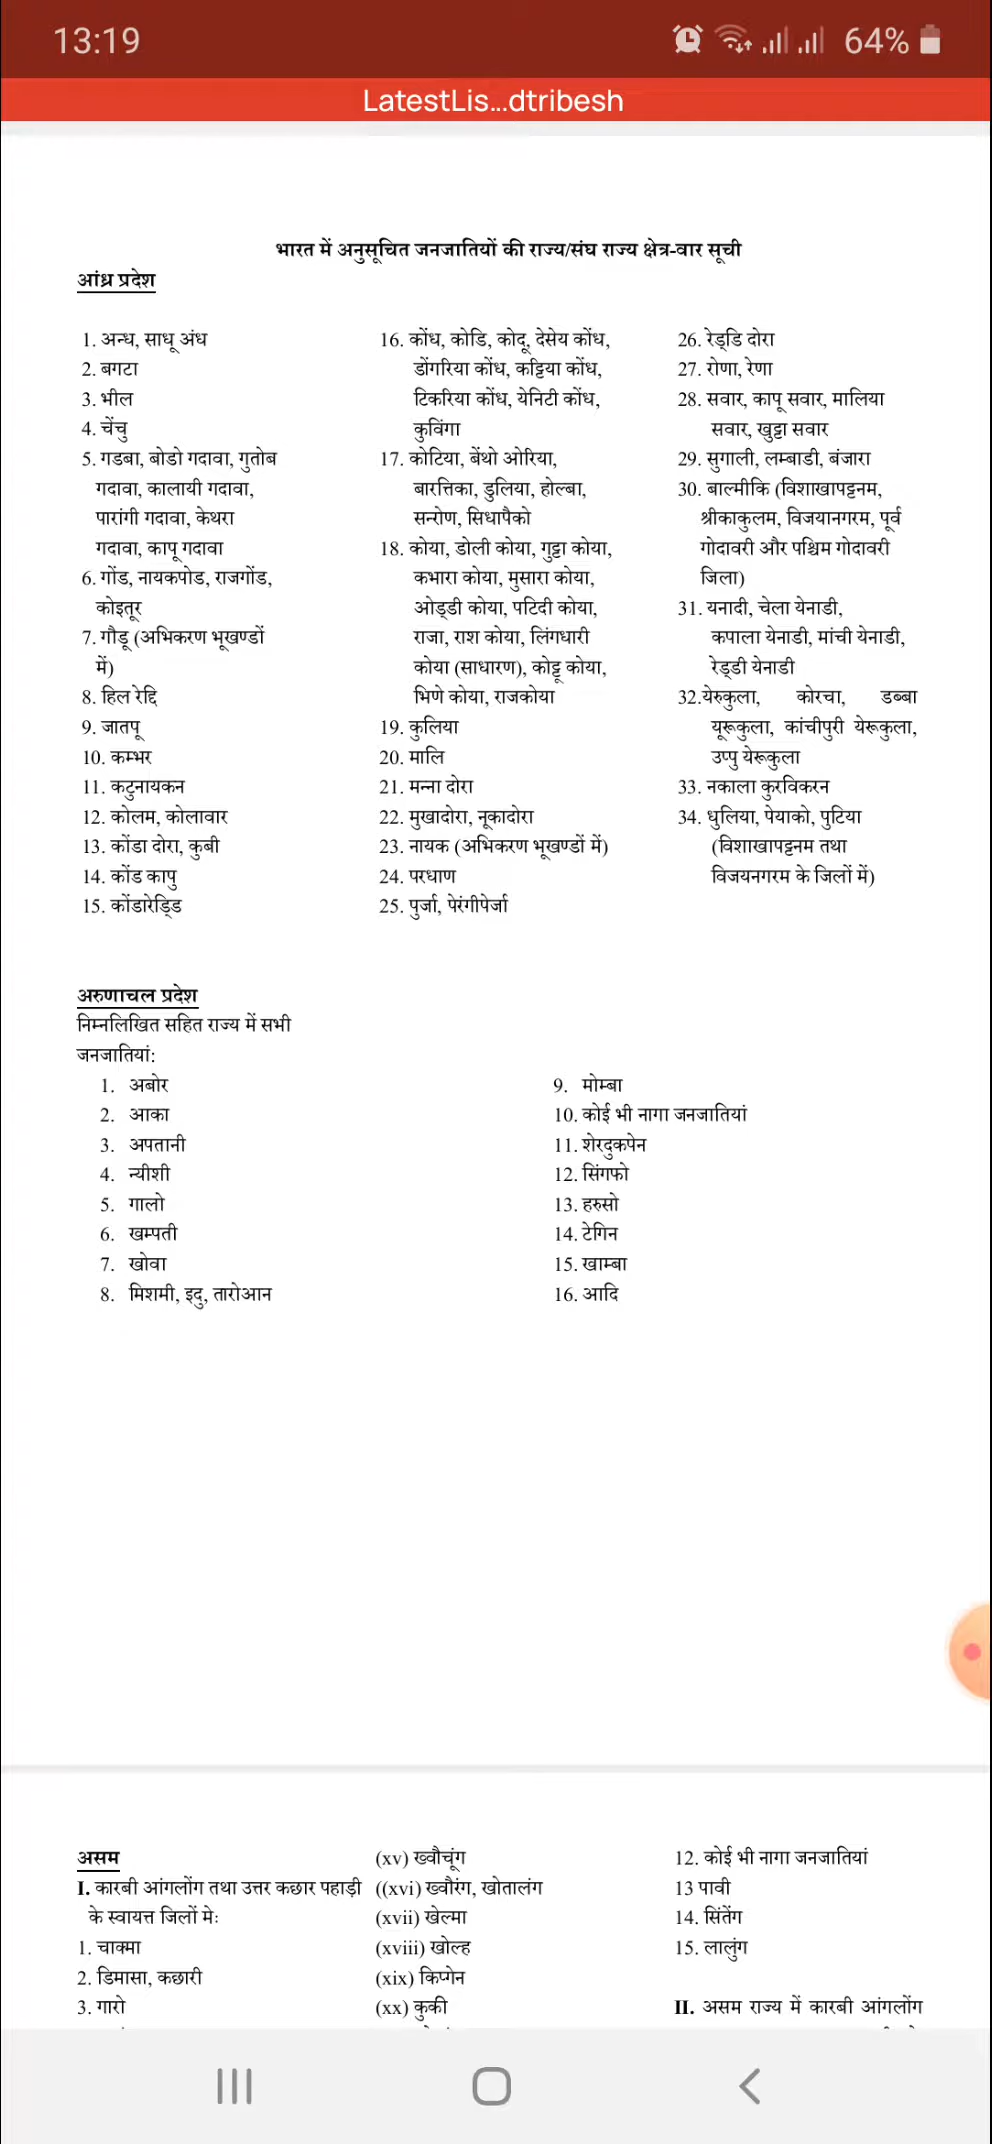 13:19
64%
LatestLis...dtribesh
भारत में अनुसूचित जनजातियों की राज्य/संघ राज्य क्षेत्र-वार सूची
आंध्र प्रदेश
1. अन्ध, साधू अंध
2. बगटा
3. भील
4. चेंचु
5. गडबा, बोडो गदावा, गुतोब
गदावा, कालायी गदावा,
पारांगी गदावा, केथरा
गदावा, कापू गदावा
6. गोंड, नायकपोड, राजगोंड,
कोइतूर
7. गौडू (अभिकरण भूखण्डों
में)
8. हिल रेद्दि
9. जातपू
10. कम्भर
11. कटुनायकन
12. कोलम, कोलावार
13. कोंडा दोरा, कुबी
14. कोंड कापु
15. कोंडारेड्डि
16. कोंध, कोडि, कोदू, देसेय कोंध,
डोंगरिया कोंध, कट्टिया कोंध,
टिकरिया कोंध, येनिटी कोंध,
कुविंगा
17. कोटिया, बेंथो ओरिया,
बारत्तिका, डुलिया, होल्बा,
सन्रोण, सिधापैको
18. कोया, डोली कोया, गुट्टा कोया,
कभारा कोया, मुसारा कोया,
ओड्डी कोया, पटिदी कोया,
राजा, राश कोया, लिंगधारी
कोया (साधारण), कोट्टू कोया,
भिणे कोया, राजकोया
19. कुलिया
20. मालि
21. मन्ना दोरा
22. मुखादोरा, नूकादोरा
23. नायक (अभिकरण भूखण्डों में)
24. परधाण
25. पुर्जा, पेरंगीपेर्जा
26. रेड्डि दोरा
27. रोणा, रेणा
28. सवार, कापू सवार, मालिया
सवार, खुट्टा सवार
29. सुगाली, लम्बाडी, बंजारा
30. बाल्मीकि (विशाखापट्टनम,
श्रीकाकुलम, विजयानगरम, पूर्व
गोदावरी और पश्चिम गोदावरी
जिला)
31. यनादी, चेला येनाडी,
कपाला येनाडी, मांची येनाडी,
रेड्डी येनाडी
32.येरुकुला, कोरचा, डब्बा
यूरूकुला, कांचीपुरी येरूकुला,
उप्पु येरूकुला
33. नकाला कुरविकरन
34. धुलिया, पेयाको, पुटिया
(विशाखापट्टनम तथा
विजयनगरम के जिलों में)
अरुणाचल प्रदेश
निम्नलिखित सहित राज्य में सभी
जनजातियां:
1. अबोर
2. आका
3. अपतानी
4. न्यीशी
5. गालो
6. खम्पती
7. खोवा
8. मिशमी, इदु, तारोआन
9. मोम्बा
10. कोई भी नागा जनजातियां
11. शेरदुकपेन
12. सिंगफो
13. हरुसो
14. टेगिन
15. खाम्बा
16. आदि
असम
I. कारबी आंगलोंग तथा उत्तर कछार पहाड़ी
के स्वायत्त जिलों मेः
1. चाक्मा
2. डिमासा, कछारी
3. गारो
(xv) ख्वौचूंग
((xvi) ख्वौरंग, खोतालंग
(xvii) खेल्मा
(xviii) खोल्ह
(xix) किप्गेन
(xx) कुकी
12. कोई भी नागा जनजातियां
13 पावी
14. सिंतेंग
15. लालुंग
II. असम राज्य में कारबी आंगलोंग